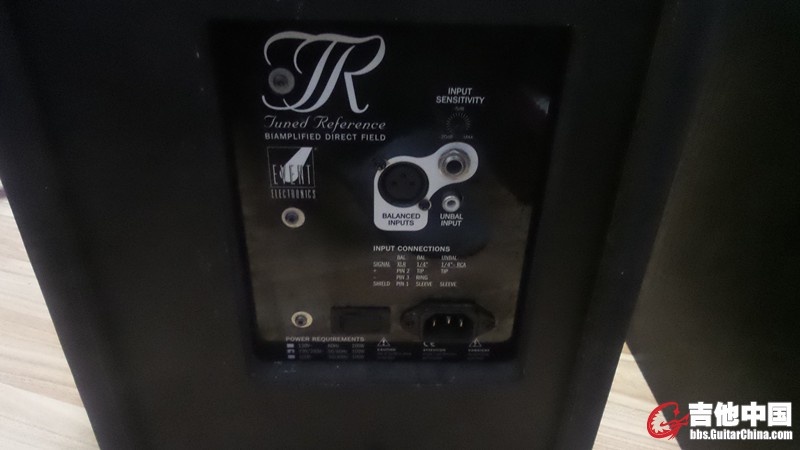 TR
Tuned Reference
BIAMPLIFIED DIRECT FIELD
EVENT
ELECTRONICS
INPUT
SENSITIVITY
BALANCED
INPUTS
UNBAL
INPUT
INPUT CONNECTIONS
BAL BAL UNBAL
SIGNAL XLR 1/4" 1/4"-RCA
+ PIN 2 TIP TIP
- PIN 3 RING
SHIELD PIN 1 SLEEVE SLEEVE
POWER REQUIREMENTS
CAUTION
ATTENTION
吉他中国
bbs.GuitarChina.com